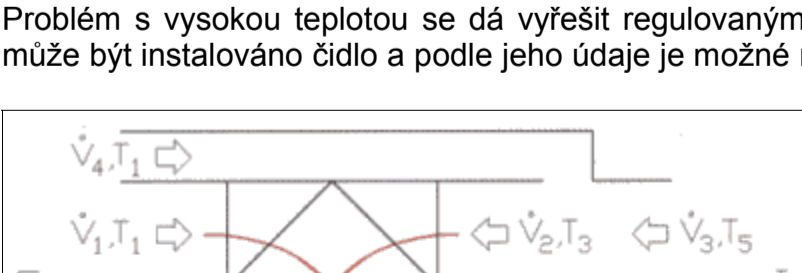 Problém s vysokou teplotou se dá vyřešit regulovaným
může být instalováno čidlo a podle jeho údaje je možné
V̇₄,T₁
V̇₁,T₁ V̇₂,T₃ V̇₃,T₅